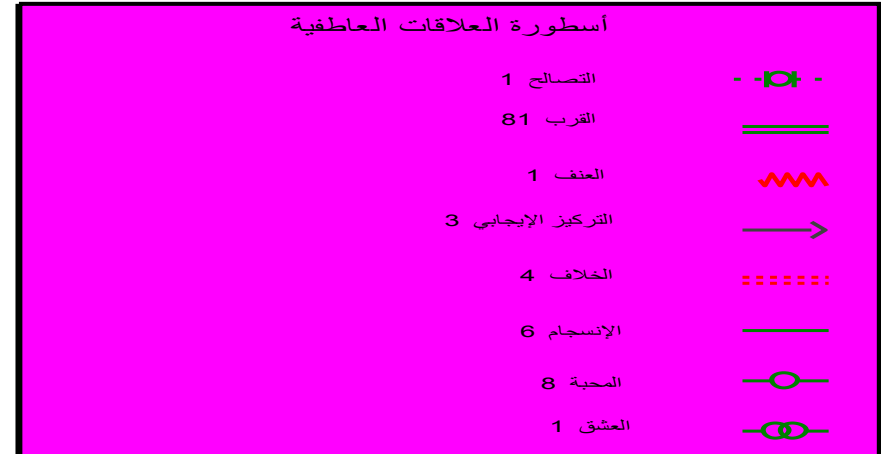 أسطورة العلاقات العاطفية
التصالح 1
القرب 81
العنف 1
التركيز الإيجابي 3
الخلاف 4
الإنسجام 6
المحبة 8
العشق 1